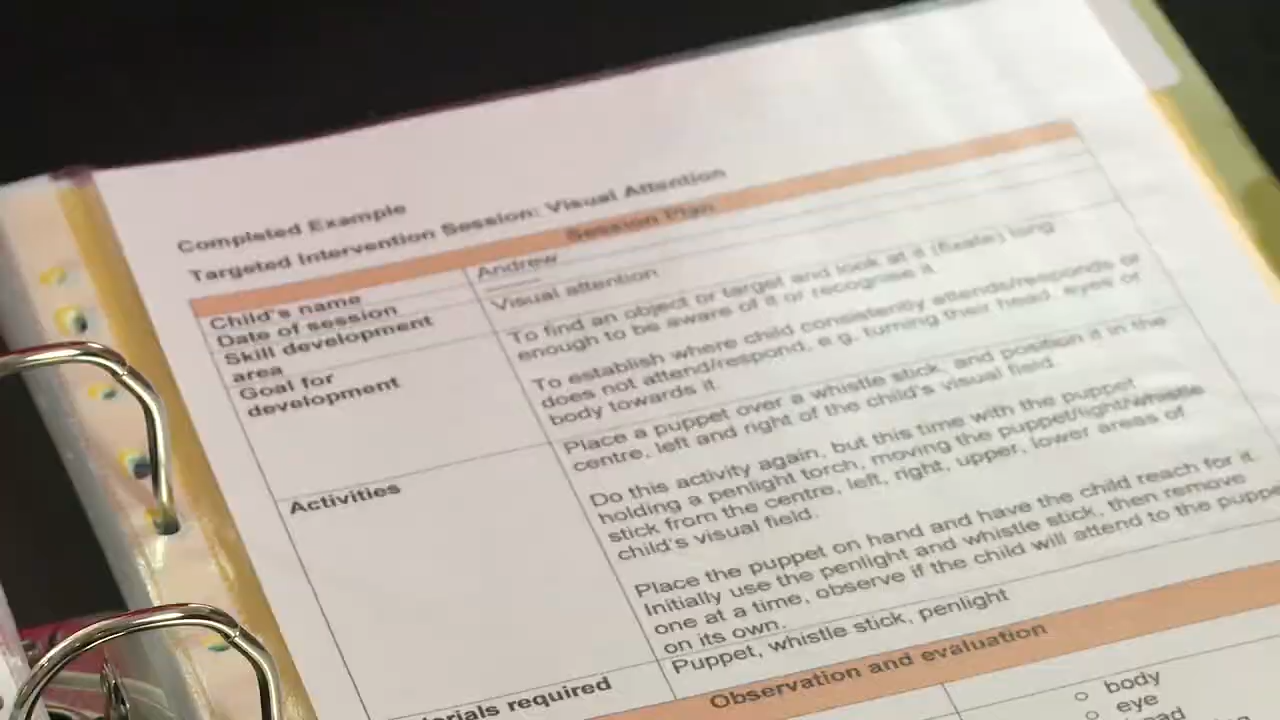 Completed Example
Targeted Intervention Session: Visual Attention
Session Plan
Child's name
Andrew
Date of session
Skill development
area
Visual attention
Goal for
development
To find an object or target and look at it (fixate) long
enough to be aware of it or recognise it.
To establish where child consistently attends/responds or
does not attend/respond, e.g. turning their head, eyes or
body towards it.
Activities
Place a puppet over a whistle stick, and position it in the
centre, left and right of the child's visual field.
Do this activity again, but this time with the puppet
holding a penlight torch, moving the puppet/light/whistle
stick from the centre, left, right, upper, lower areas of
child's visual field.
Place the puppet on hand and have the child reach for it.
Initially use the penlight and whistle stick, then remove
one at a time, observe if the child will attend to the puppe
on its own.
erials required
Puppet, whistle stick, penlight
Observation and evaluation
body
eye